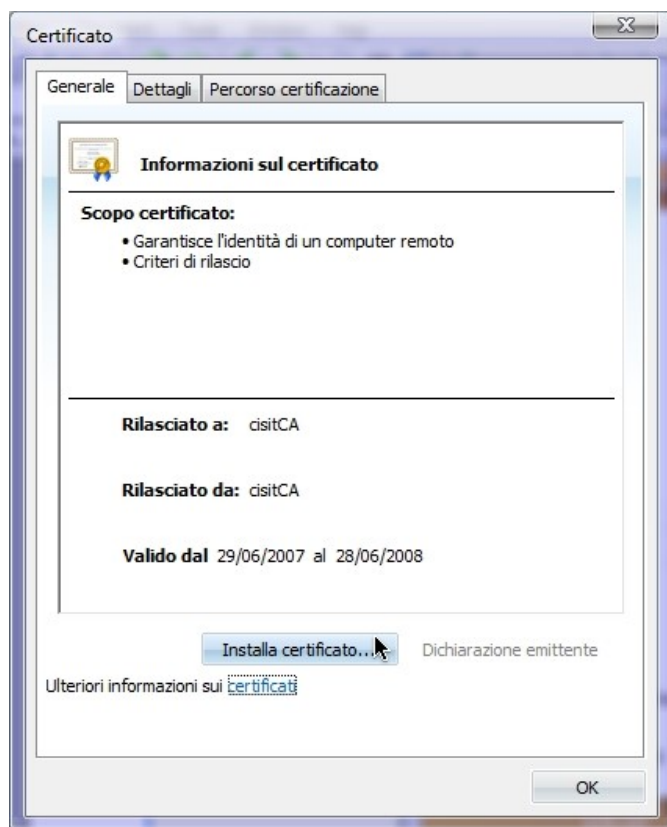 Certificato
Generale Dettagli Percorso certificazione
Informazioni sul certificato
Scopo certificato:
• Garantisce l'identità di un computer remoto
• Criteri di rilascio
Rilasciato a: cisitCA
Rilasciato da: cisitCA
Valido dal 29/06/2007 al 28/06/2008
Installa certificato... Dichiarazione emittente
Ulteriori informazioni sui certificati
OK